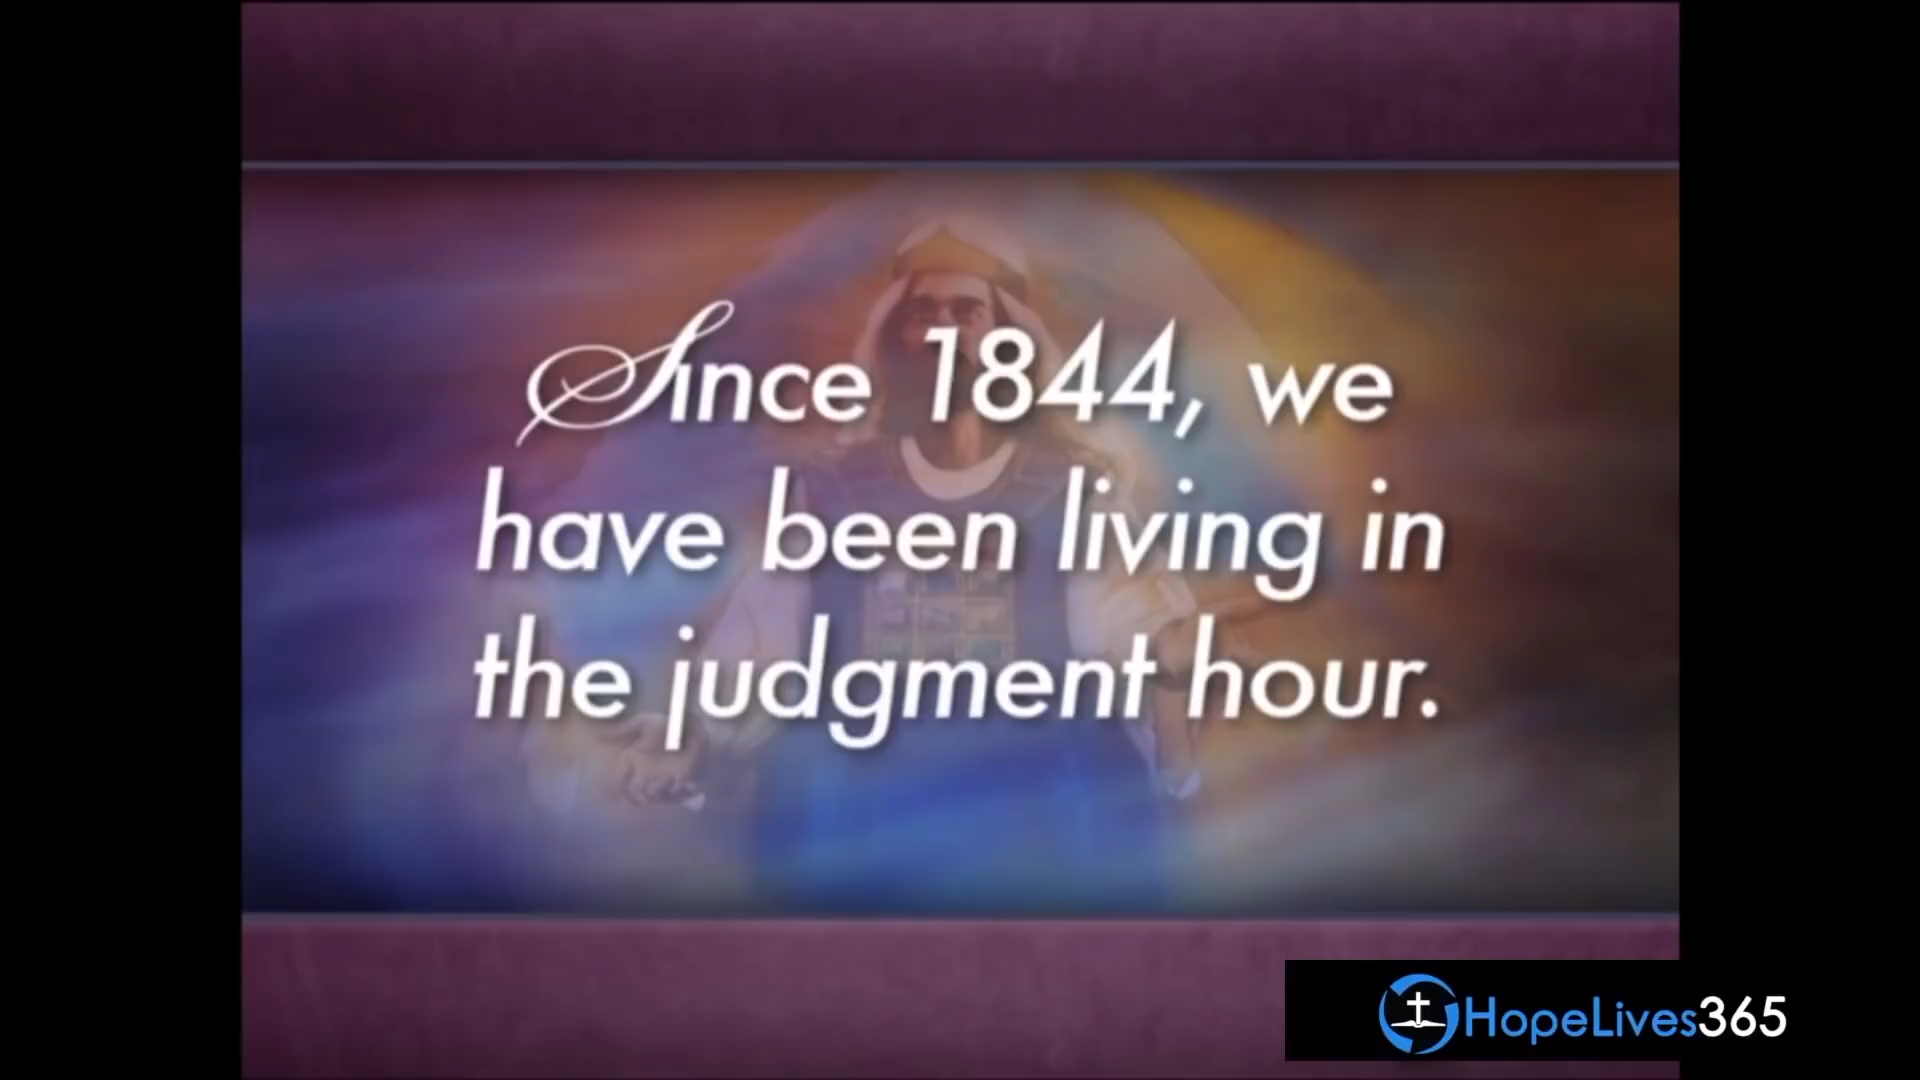 Since 1844, we
have been living in
the judgment hour.
HopeLives365